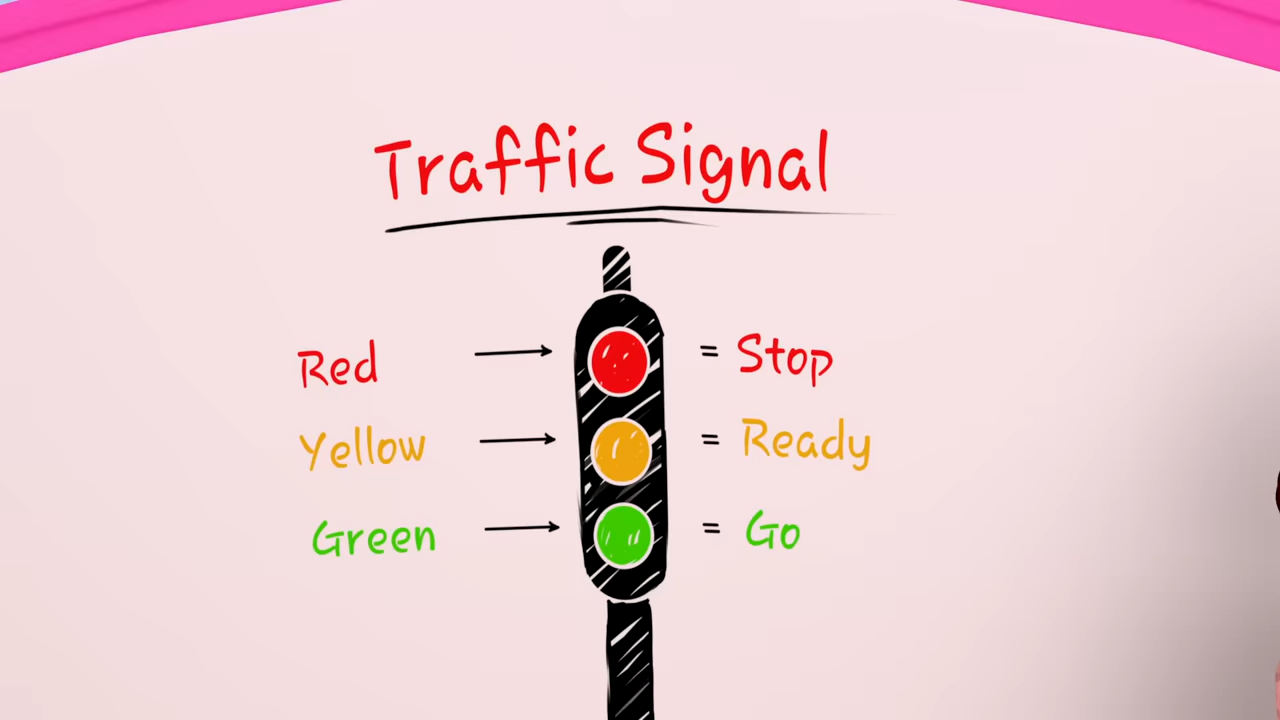 Traffic Signal
Red = Stop
Yellow = Ready
Green = Go